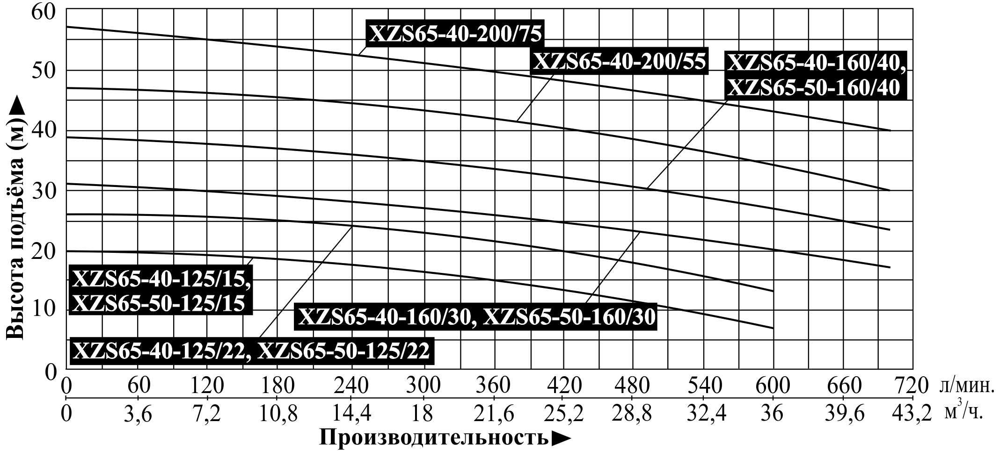 60
XZS65-40-200/75
XZS65-40-200/55
XZS65-40-160/40,
XZS65-50-160/40
50
40
30
20
10
0
Высота подъёма (м)
XZS65-40-125/15,
XZS65-50-125/15
XZS65-40-160/30, XZS65-50-160/30
XZS65-40-125/22, XZS65-50-125/22
0 60 120 180 240 300 360 420 480 540 600 660 720 л/мин.
0 3,6 7,2 10,8 14,4 18 21,6 25,2 28,8 32,4 36 39,6 43,2 м³/ч.
Производительность